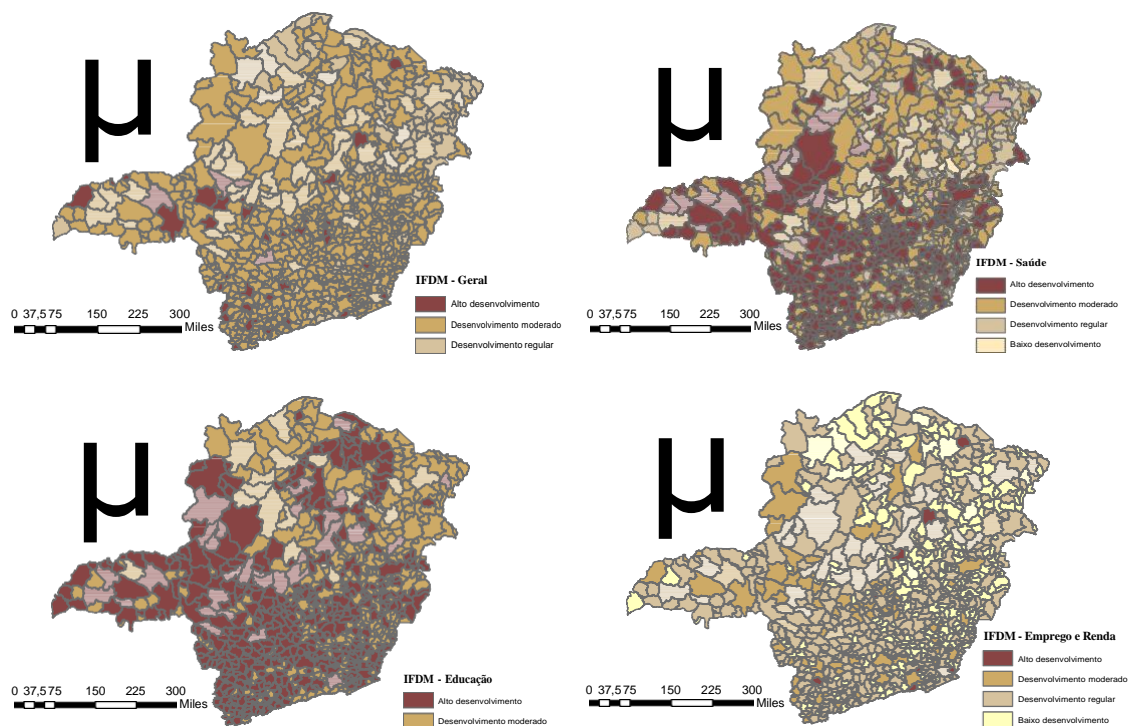 µ
IFDM - Geral
Alto desenvolvimento
Desenvolvimento moderado
Desenvolvimento regular
0 37,5 75 150 225 300
Miles
µ
IFDM - Saúde
Alto desenvolvimento
Desenvolvimento moderado
Desenvolvimento regular
Baixo desenvolvimento
0 37,5 75 150 225 300
Miles
µ
IFDM - Educação
Alto desenvolvimento
Desenvolvimento moderado
0 37,5 75 150 225 300
Miles
µ
IFDM - Emprego e Renda
Alto desenvolvimento
Desenvolvimento moderado
Desenvolvimento regular
Baixo desenvolvimento
0 37,5 75 150 225 300
Miles